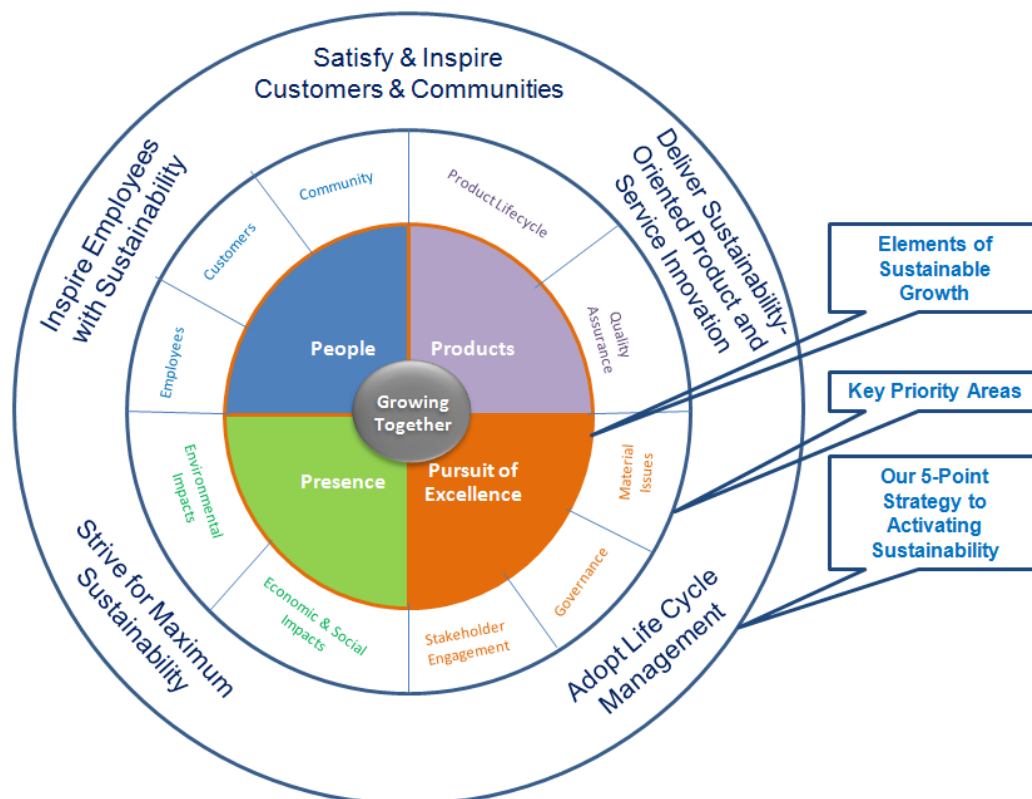 Satisfy & Inspire
Customers & Communities
Inspire Employees
with Sustainability
Deliver Sustainability-
Oriented Product and
Service Innovation
Community
Product Lifecycle
Customers
Quality
Assurance
Employees
People
Products
Growing
Together
Presence
Pursuit of
Excellence
Environmental
Impacts
Material
Issues
Economic & Social
Impacts
Stakeholder
Engagement
Governance
Strive for Maximum
Sustainability
Adopt Life Cycle
Management
Elements of
Sustainable
Growth
Key Priority Areas
Our 5-Point
Strategy to
Activating
Sustainability